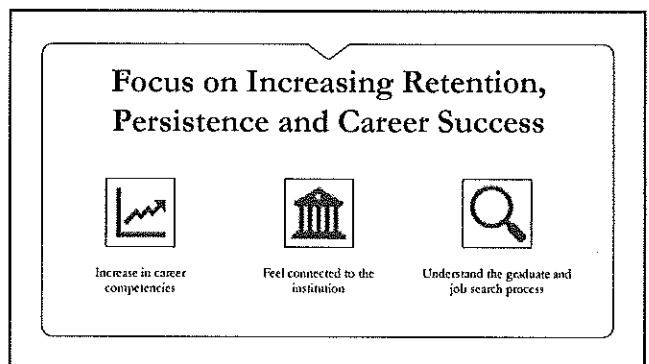 Focus on Increasing Retention,
Persistence and Career Success
Increase in career
competencies
Feel connected to the
institution
Understand the graduate and
job search process